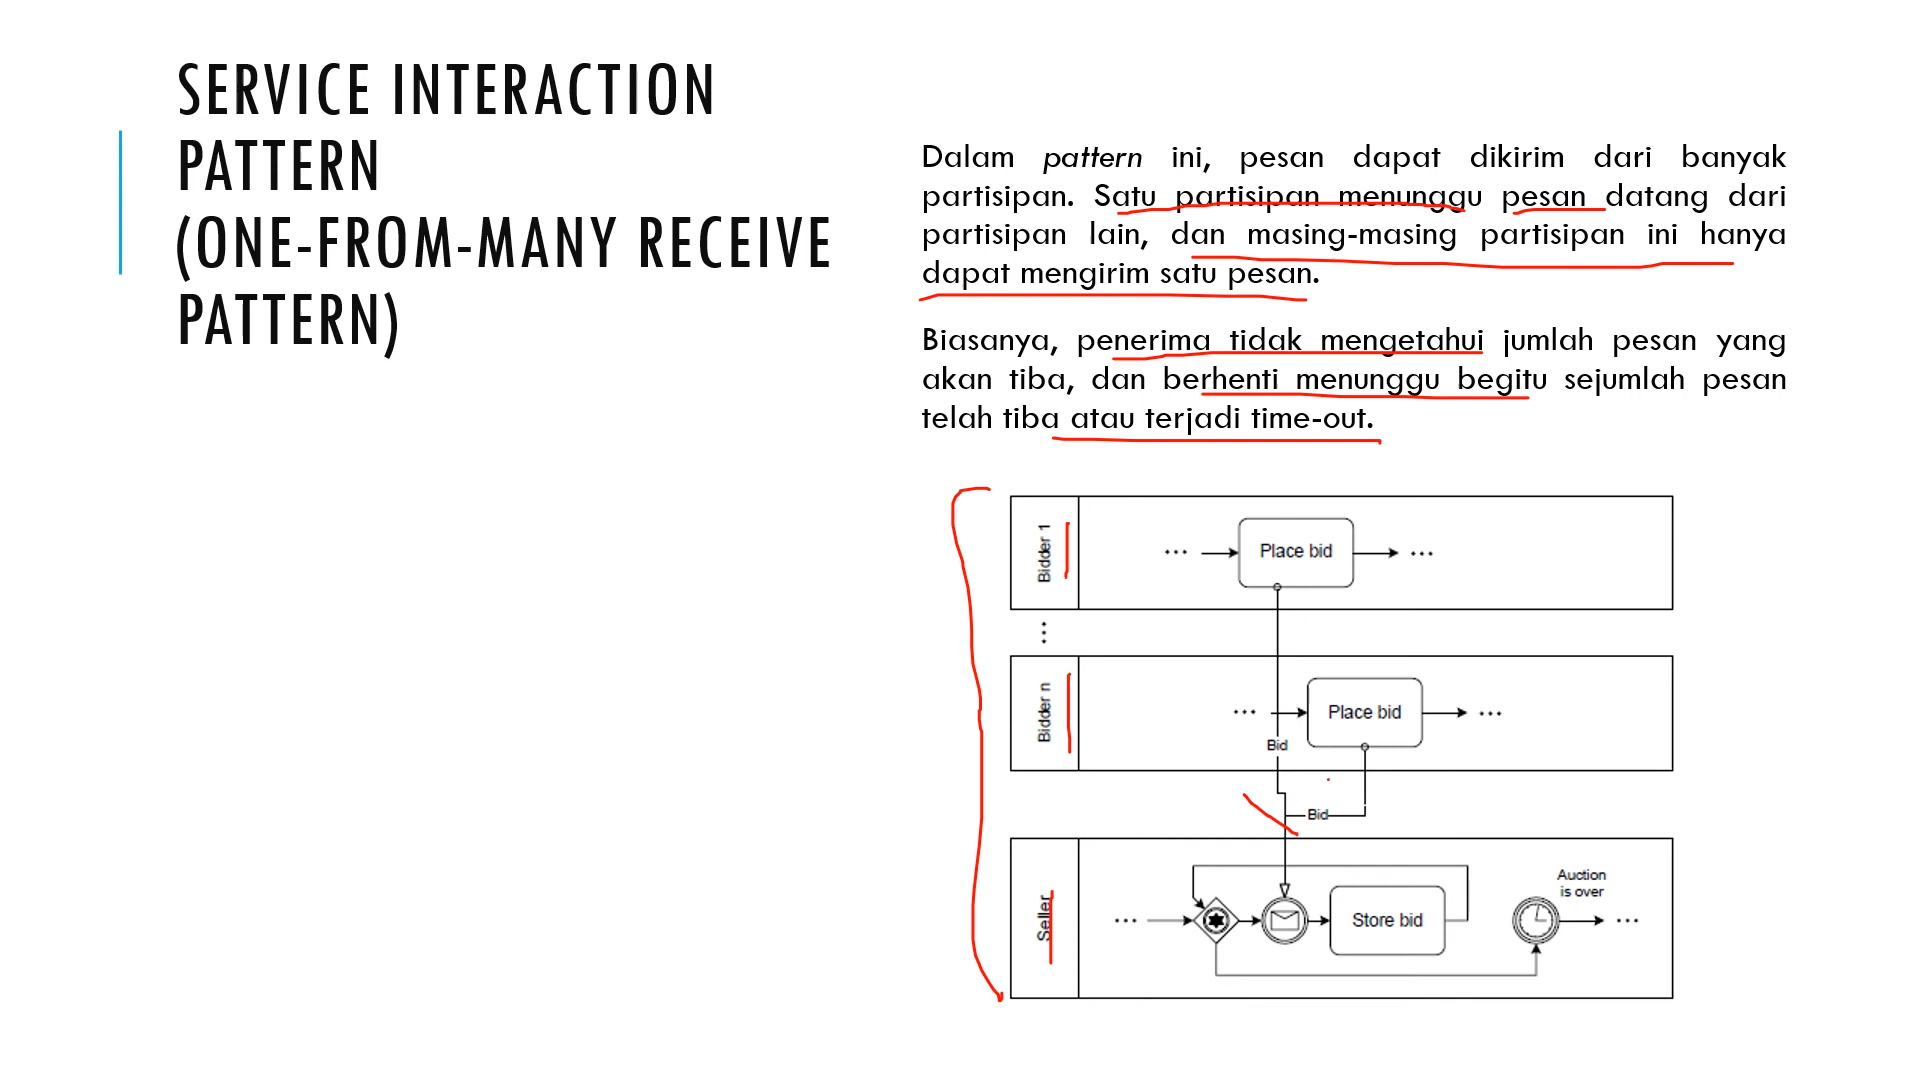 SERVICE INTERACTION
PATTERN
(ONE-FROM-MANY RECEIVE
PATTERN)
Dalam pattern ini, pesan dapat dikirim dari banyak
partisipan. Satu partisipan menunggu pesan datang dari
partisipan lain, dan masing-masing partisipan ini hanya
dapat mengirim satu pesan.
Biasanya, penerima tidak mengetahui jumlah pesan yang
akan tiba, dan berhenti menunggu begitu sejumlah pesan
telah tiba atau terjadi time-out.
Bidder 1
... Place bid ...
...
Bidder n
... Place bid ...
Bid
Bid
Seller
Auction
is over
... Store bid ...